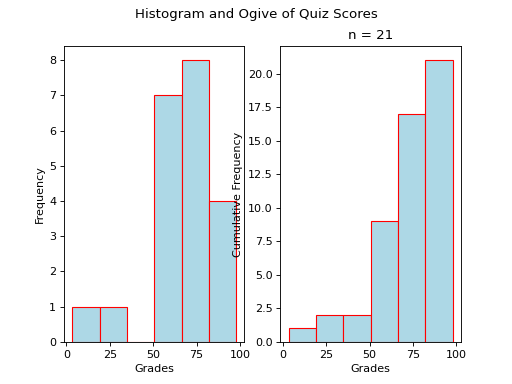 Histogram and Ogive of Quiz Scores
n = 21
Frequency
8
7
6
5
4
3
2
1
0
0 25 50 75 100
Grades
Cumulative Frequency
20.0
17.5
15.0
12.5
10.0
7.5
5.0
2.5
0.0
0 25 50 75 100
Grades